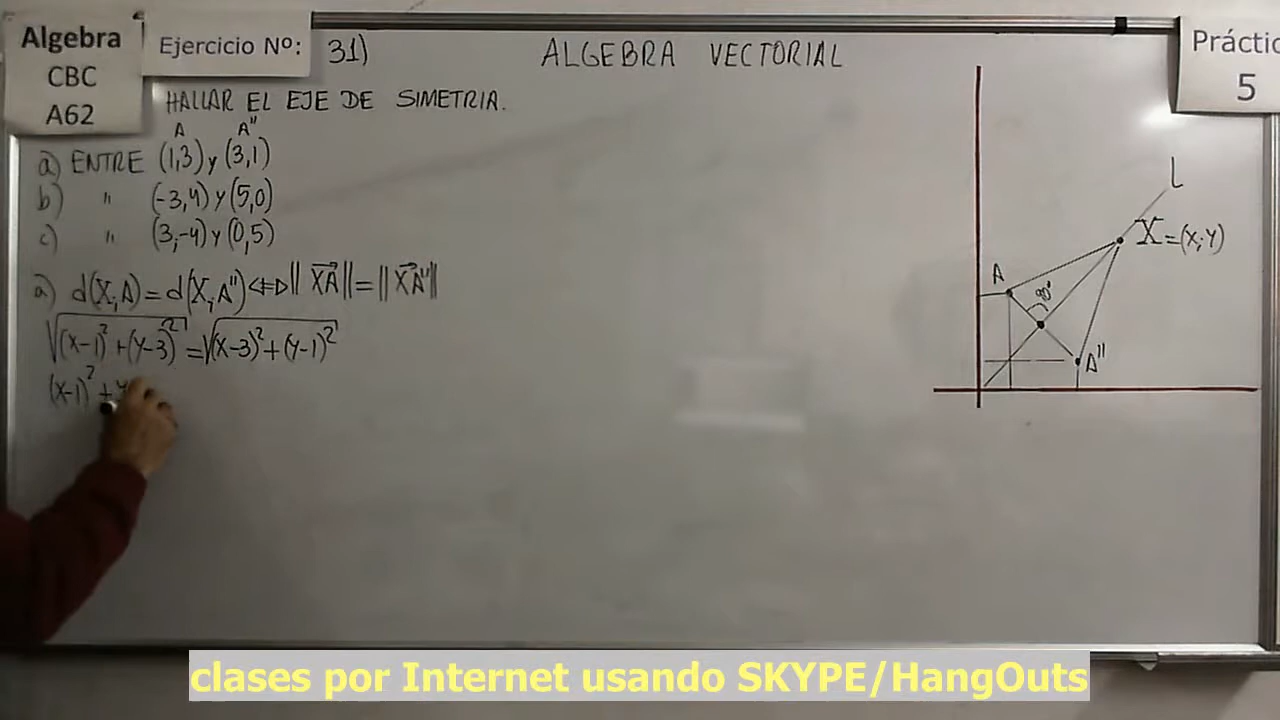 Algebra
CBC
A62
Ejercicio Nº: 31)
ALGEBRA VECTORIAL
Práctic
5
HALLAR EL EJE DE SIMETRIA.
A A"
a) ENTRE (1,3) y (3,1)
b) " (-3,4) y (5,0)
c) " (3,-4) y (0,5)
a) d(X,A) = d(X,A") ⇔ || XA || = || XA" ||
√(x-1)² + (y-3)² = √(x-3)² + (y-1)²
(x-1)² + y
L
X = (x,y)
A
A"
clases por Internet usando SKYPE/HangOuts